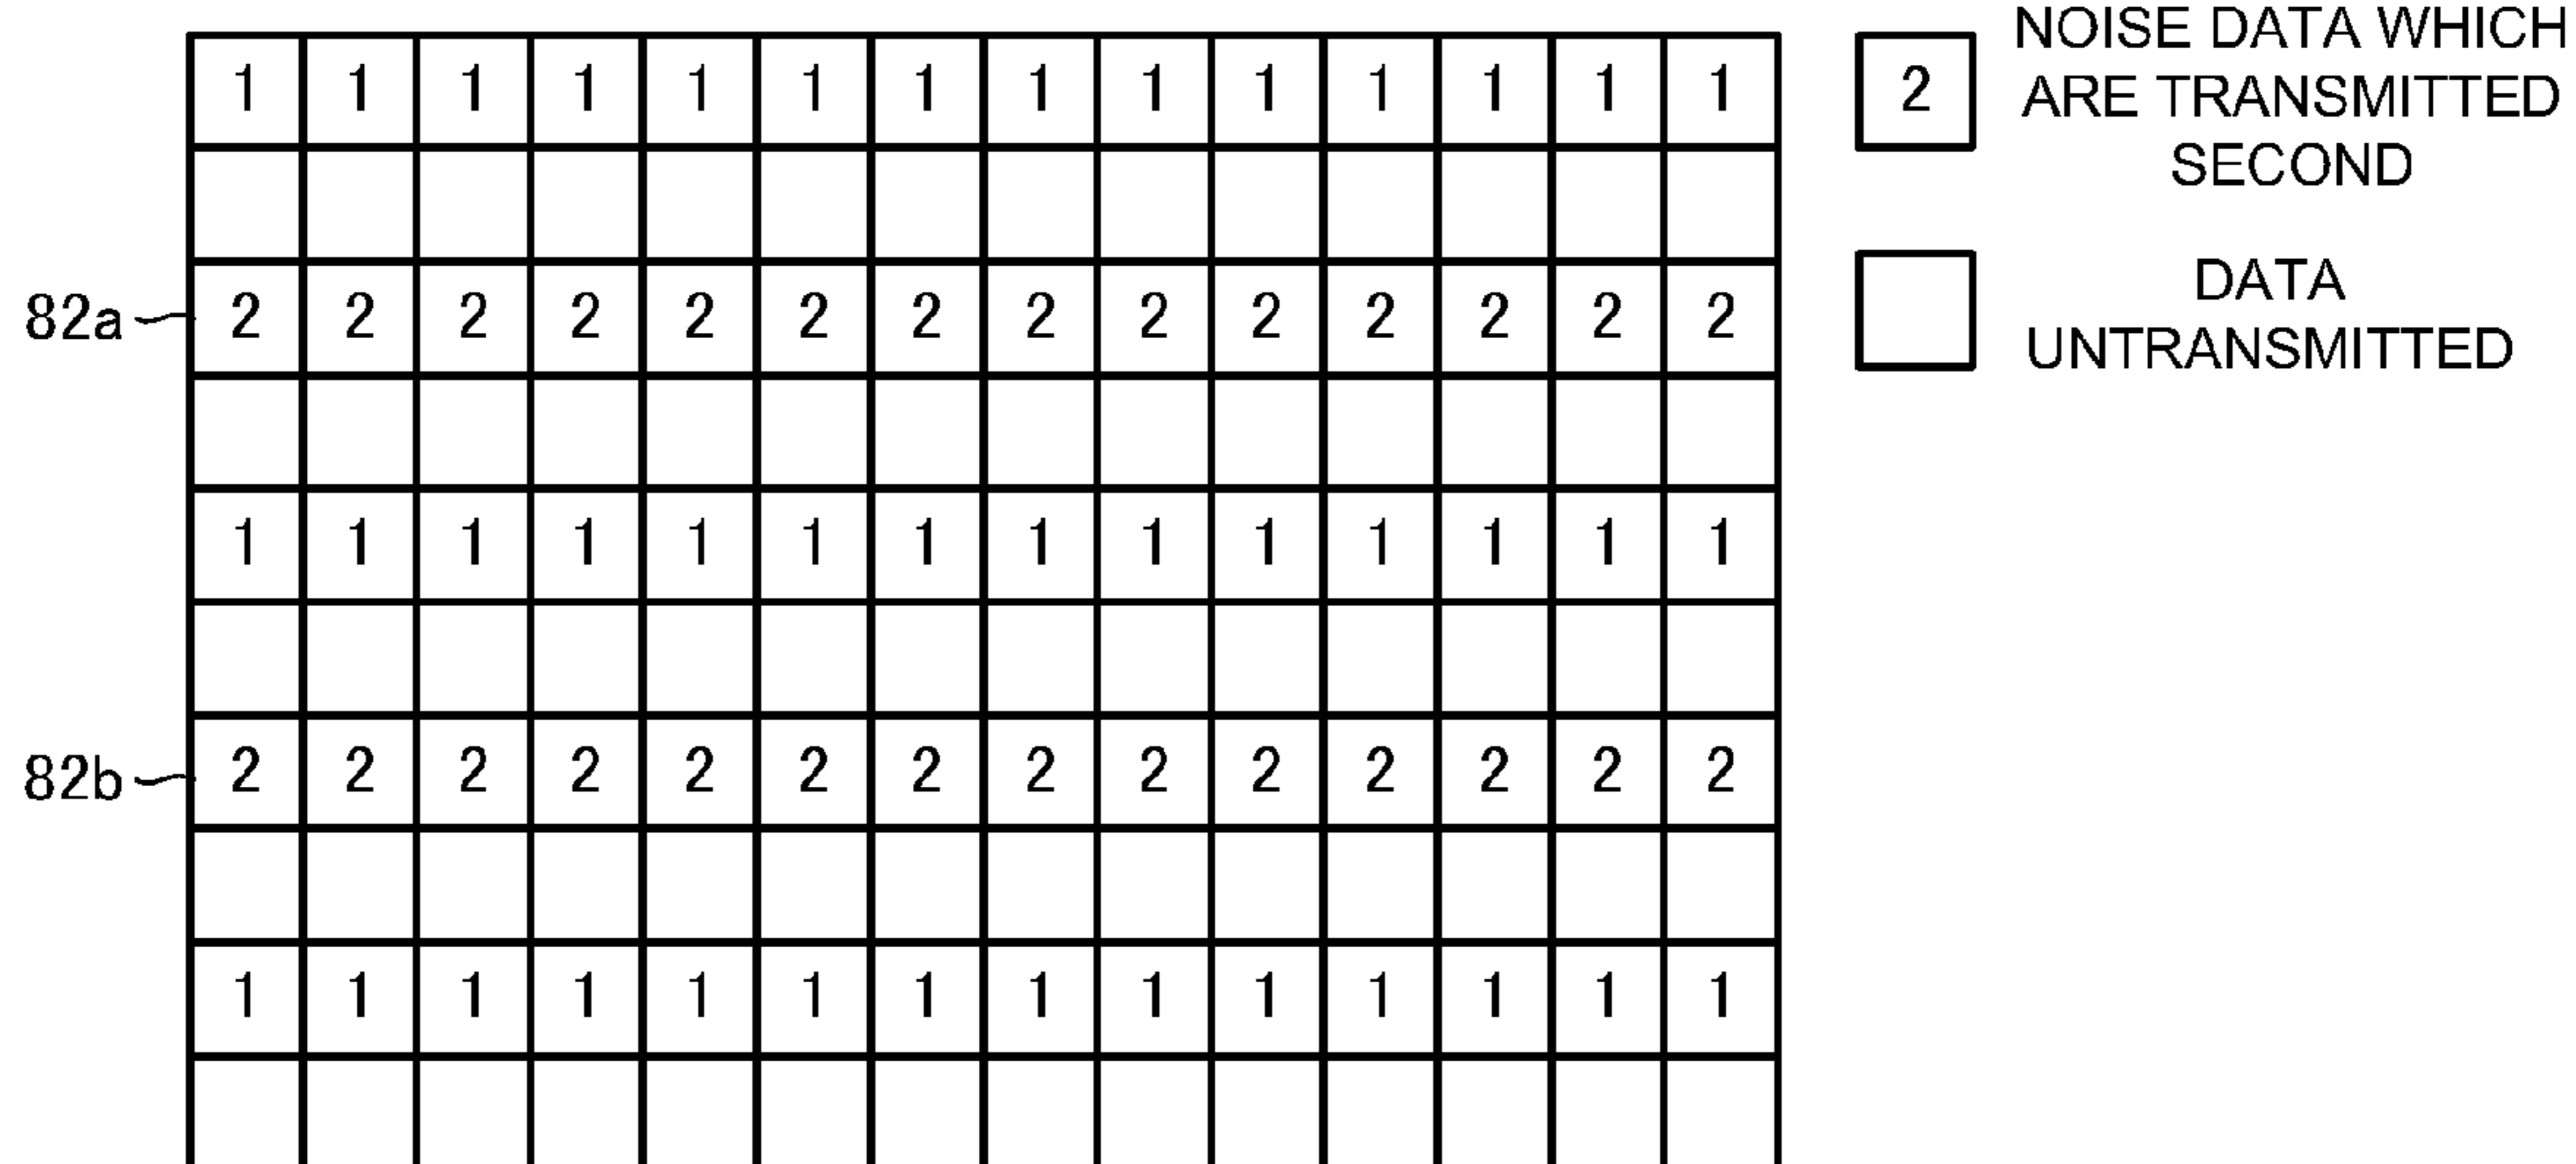 1 1 1 1 1 1 1 1 1 1 1 1 1 1
82a 2 2 2 2 2 2 2 2 2 2 2 2 2 2
1 1 1 1 1 1 1 1 1 1 1 1 1 1
82b 2 2 2 2 2 2 2 2 2 2 2 2 2 2
1 1 1 1 1 1 1 1 1 1 1 1 1 1
2
NOISE DATA WHICH
ARE TRANSMITTED
SECOND
DATA
UNTRANSMITTED